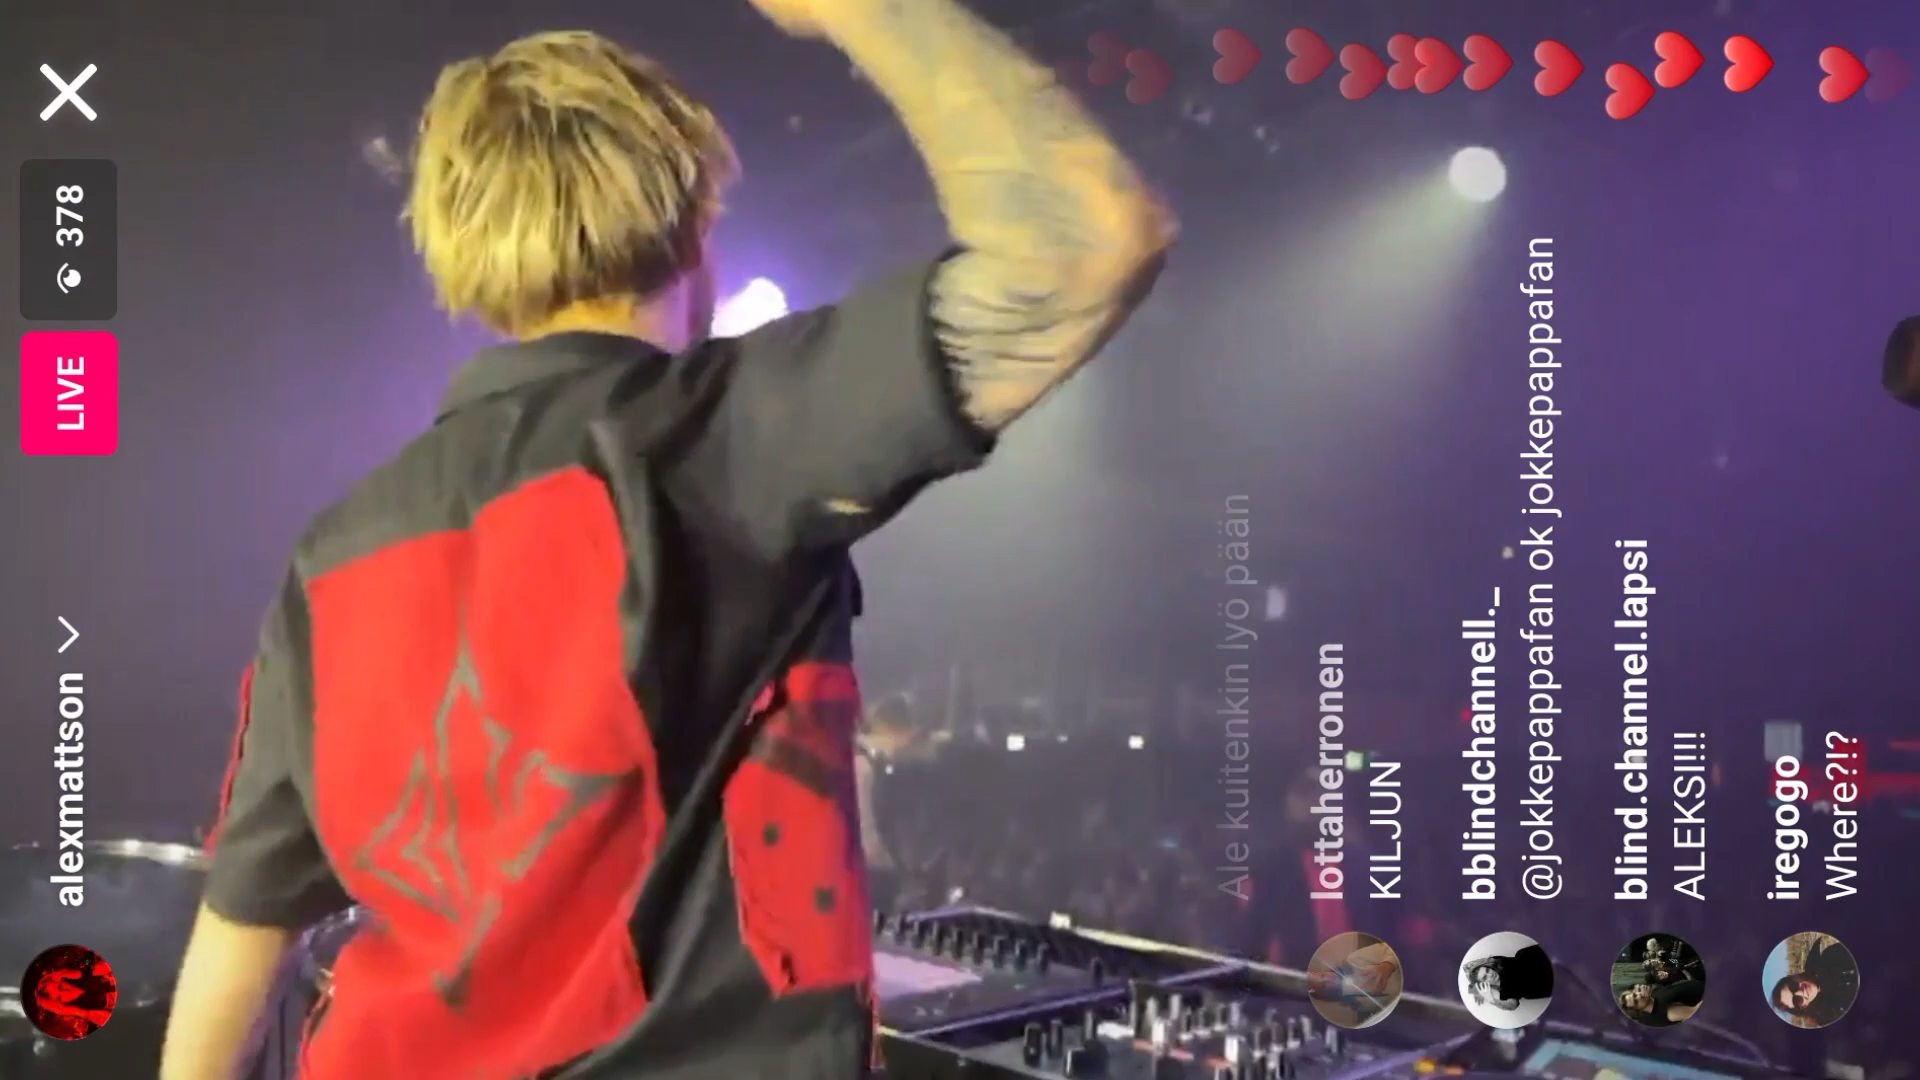 alexmattson
LIVE
378
Ale kuitenkin lyö pään
lottaherronen
KILJUN
bblindchannell._
@jokkepappafan ok jokkepappafan
blind.channel.lapsi
ALEKSI!!!
iregogo
Where?!?